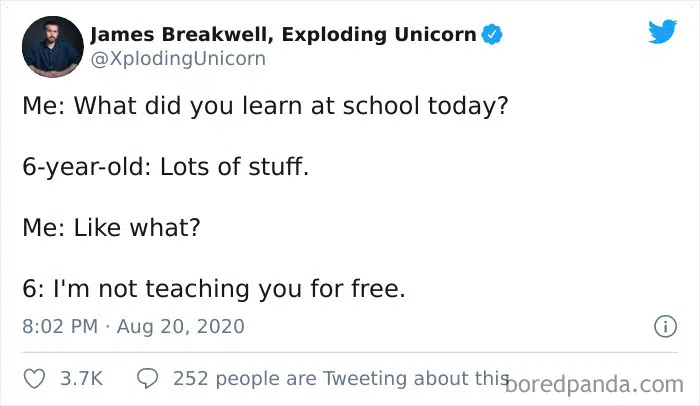 James Breakwell, Exploding Unicorn
@XplodingUnicorn
Me: What did you learn at school today?
6-year-old: Lots of stuff.
Me: Like what?
6: I'm not teaching you for free.
8:02 PM · Aug 20, 2020
3.7K 252 people are Tweeting about this
boredpanda.com